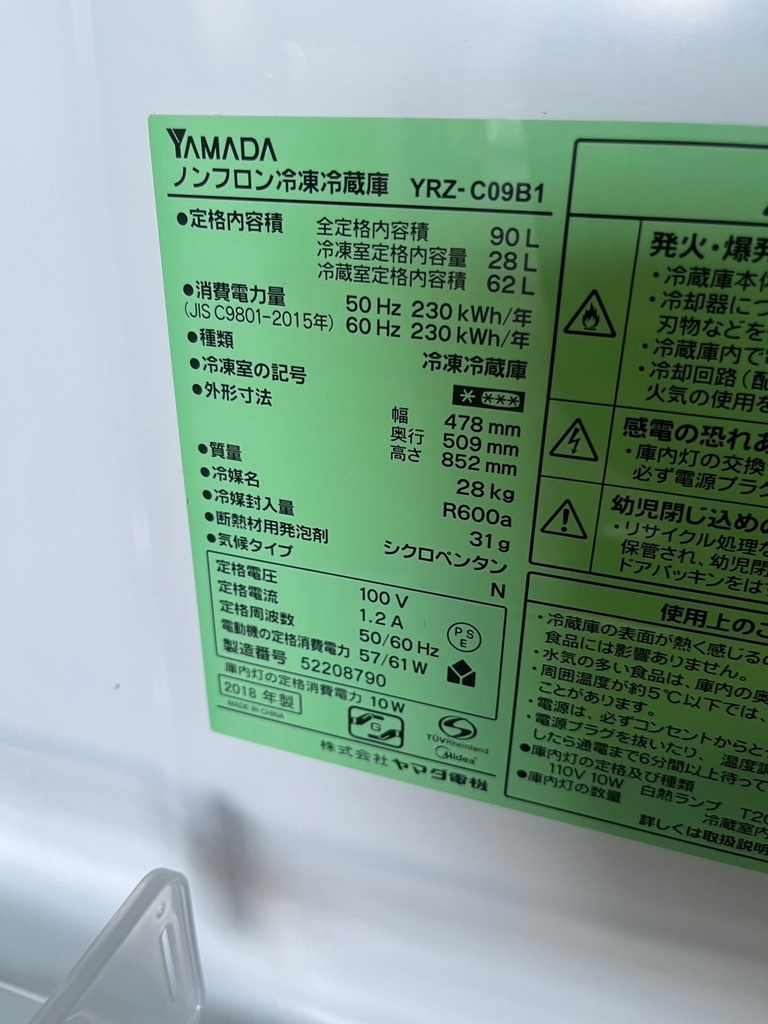 YAMADA
ノンフロン冷凍冷蔵庫 YRZ-C09B1
●定格内容積 全定格内容積 90 L
冷凍室定格内容量 28 L
冷蔵室定格内容積 62 L
●消費電力量 50 Hz 230 kWh/年
(JIS C9801-2015年) 60 Hz 230 kWh/年
●種類 冷凍冷蔵庫
●冷凍室の記号
●外形寸法 幅 478 mm
奥行 509 mm
高さ 852 mm
●質量 28 kg
●冷媒名 R600a
●冷媒封入量 31 g
●断熱材用発泡剤 シクロペンタン
●気候タイプ N
定格電圧 100 V
定格電流 1.2 A
定格周波数 50/60 Hz
電動機の定格消費電力 57/61 W
製造番号 52208790
庫内灯の定格消費電力 10W
2018 年製
MADE IN CHINA
PSE
G
TÜVRheinland
Midea
株式会社ヤマダ電機
発火・爆発
・冷蔵庫本体
・冷却器につ
刃物などを
・冷蔵庫内で
・冷却回路(配
火気の使用を
感電の恐れあ
・庫内灯の交換
必ず電源プラグ
幼児閉じ込めの
・リサイクル処理な
保管され、幼児閉
ドアパッキンをはず
使用上のご
・冷蔵庫の表面が熱く感じるの
食品には影響ありません。
・水気の多い食品は、庫内の奥
・周囲温度が約5℃以下では、
ことがあります。
・電源は、必ずコンセントからと
・電源プラグを抜いたり、温度調
したら通電まで6分間以上待って
●庫内灯の定格及び種類
110V 10W 白熱ランプ T20
●庫内灯の数量 冷蔵室内
詳しくは取扱説明